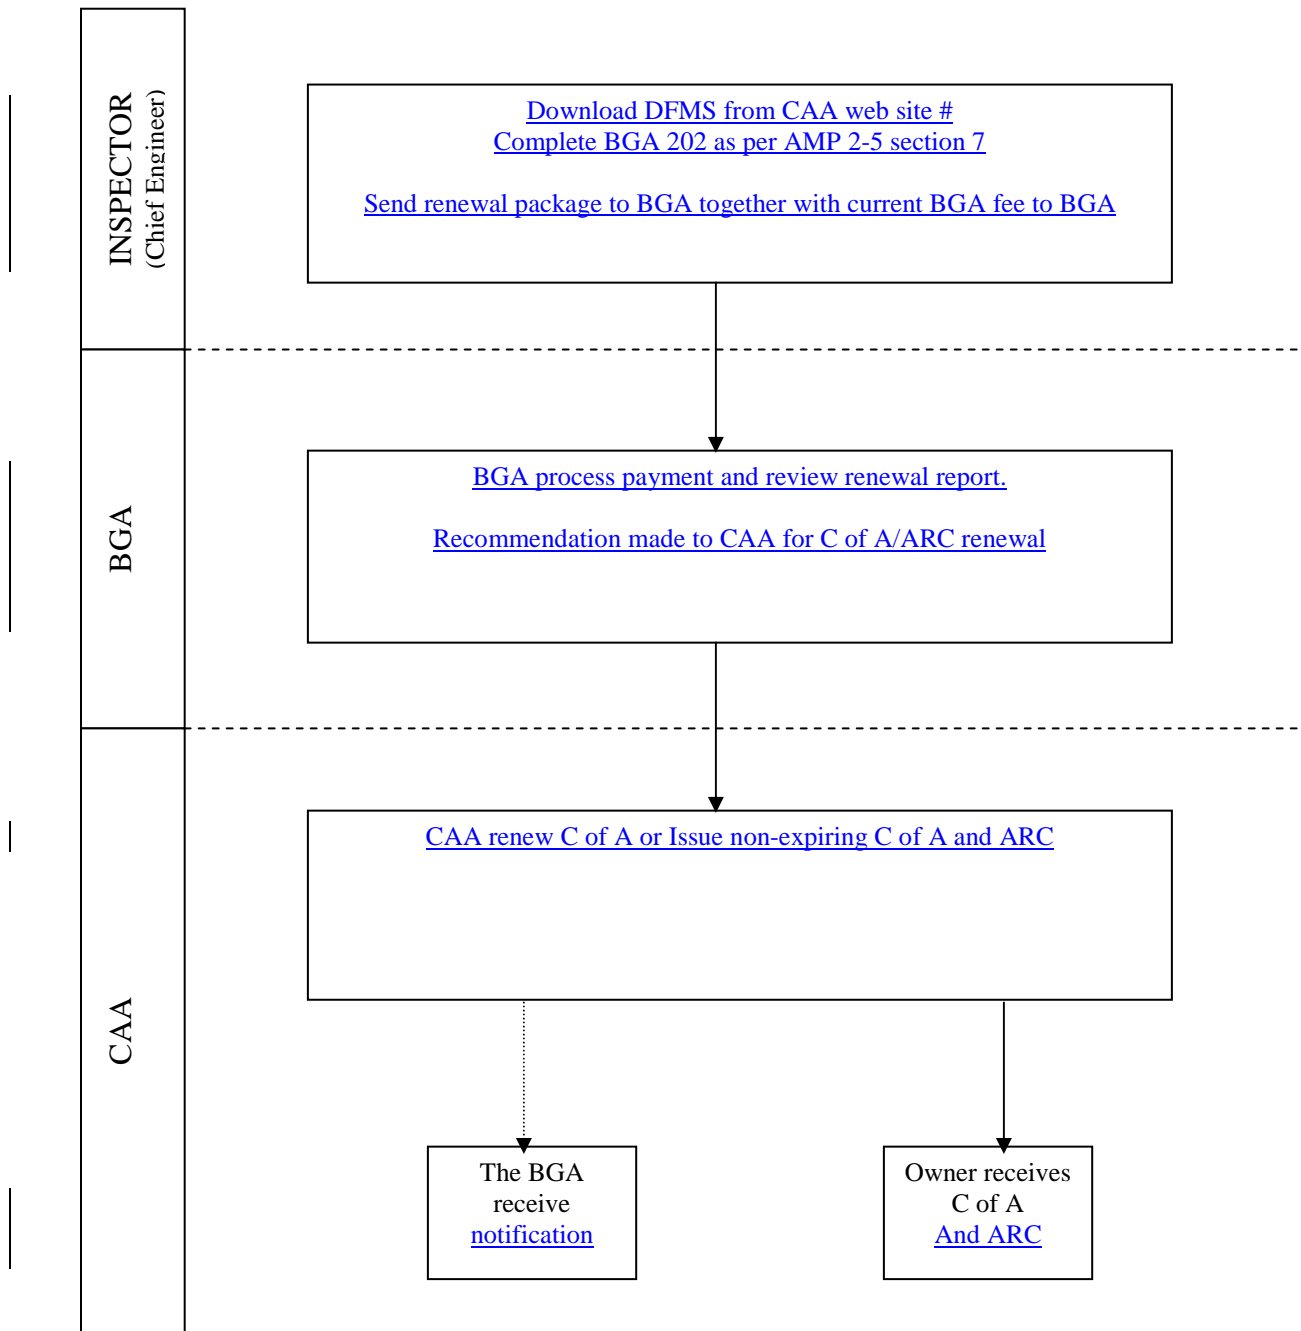 INSPECTOR
(Chief Engineer)
Download DFMS from CAA web site #
Complete BGA 202 as per AMP 2-5 section 7
Send renewal package to BGA together with current BGA fee to BGA
BGA
BGA process payment and review renewal report.
Recommendation made to CAA for C of A/ARC renewal
CAA
CAA renew C of A or Issue non-expiring C of A and ARC
The BGA
receive
notification
Owner receives
C of A
And ARC